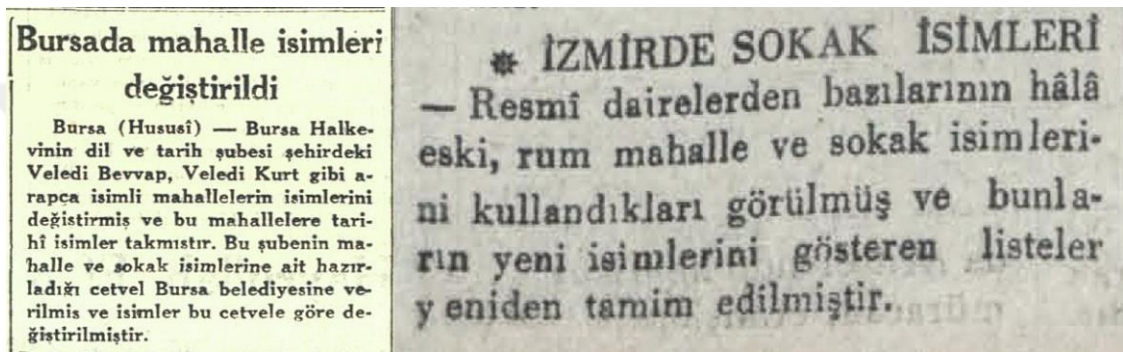 Bursada mahalle isimleri
değiştirildi
Bursa (Hususî) — Bursa Halke-
vinin dil ve tarih şubesi şehirdeki
Veledi Bevvap, Veledi Kurt gibi a-
rapça isimli mahallelerin isimlerini
değistirmiş ve bu mahallelere tari-
hî isimler takmıstır. Bu şubenin ma-
halle ve sokak isimlerine ait hazır-
ladığı cetvel Bursa belediyesine ve-
rilmis ve isimler bu cetvele göre de-
ğiştirilmiştir.
* İZMİRDE SOKAK İSİMLERİ
— Resmî dairelerden bazılarının hâlâ
eski, rum mahalle ve sokak isimleri-
ni kullandıkları görülmüş ve bunla-
rın yeni isimlerini gösteren listeler
yeniden tamim edilmiştir.